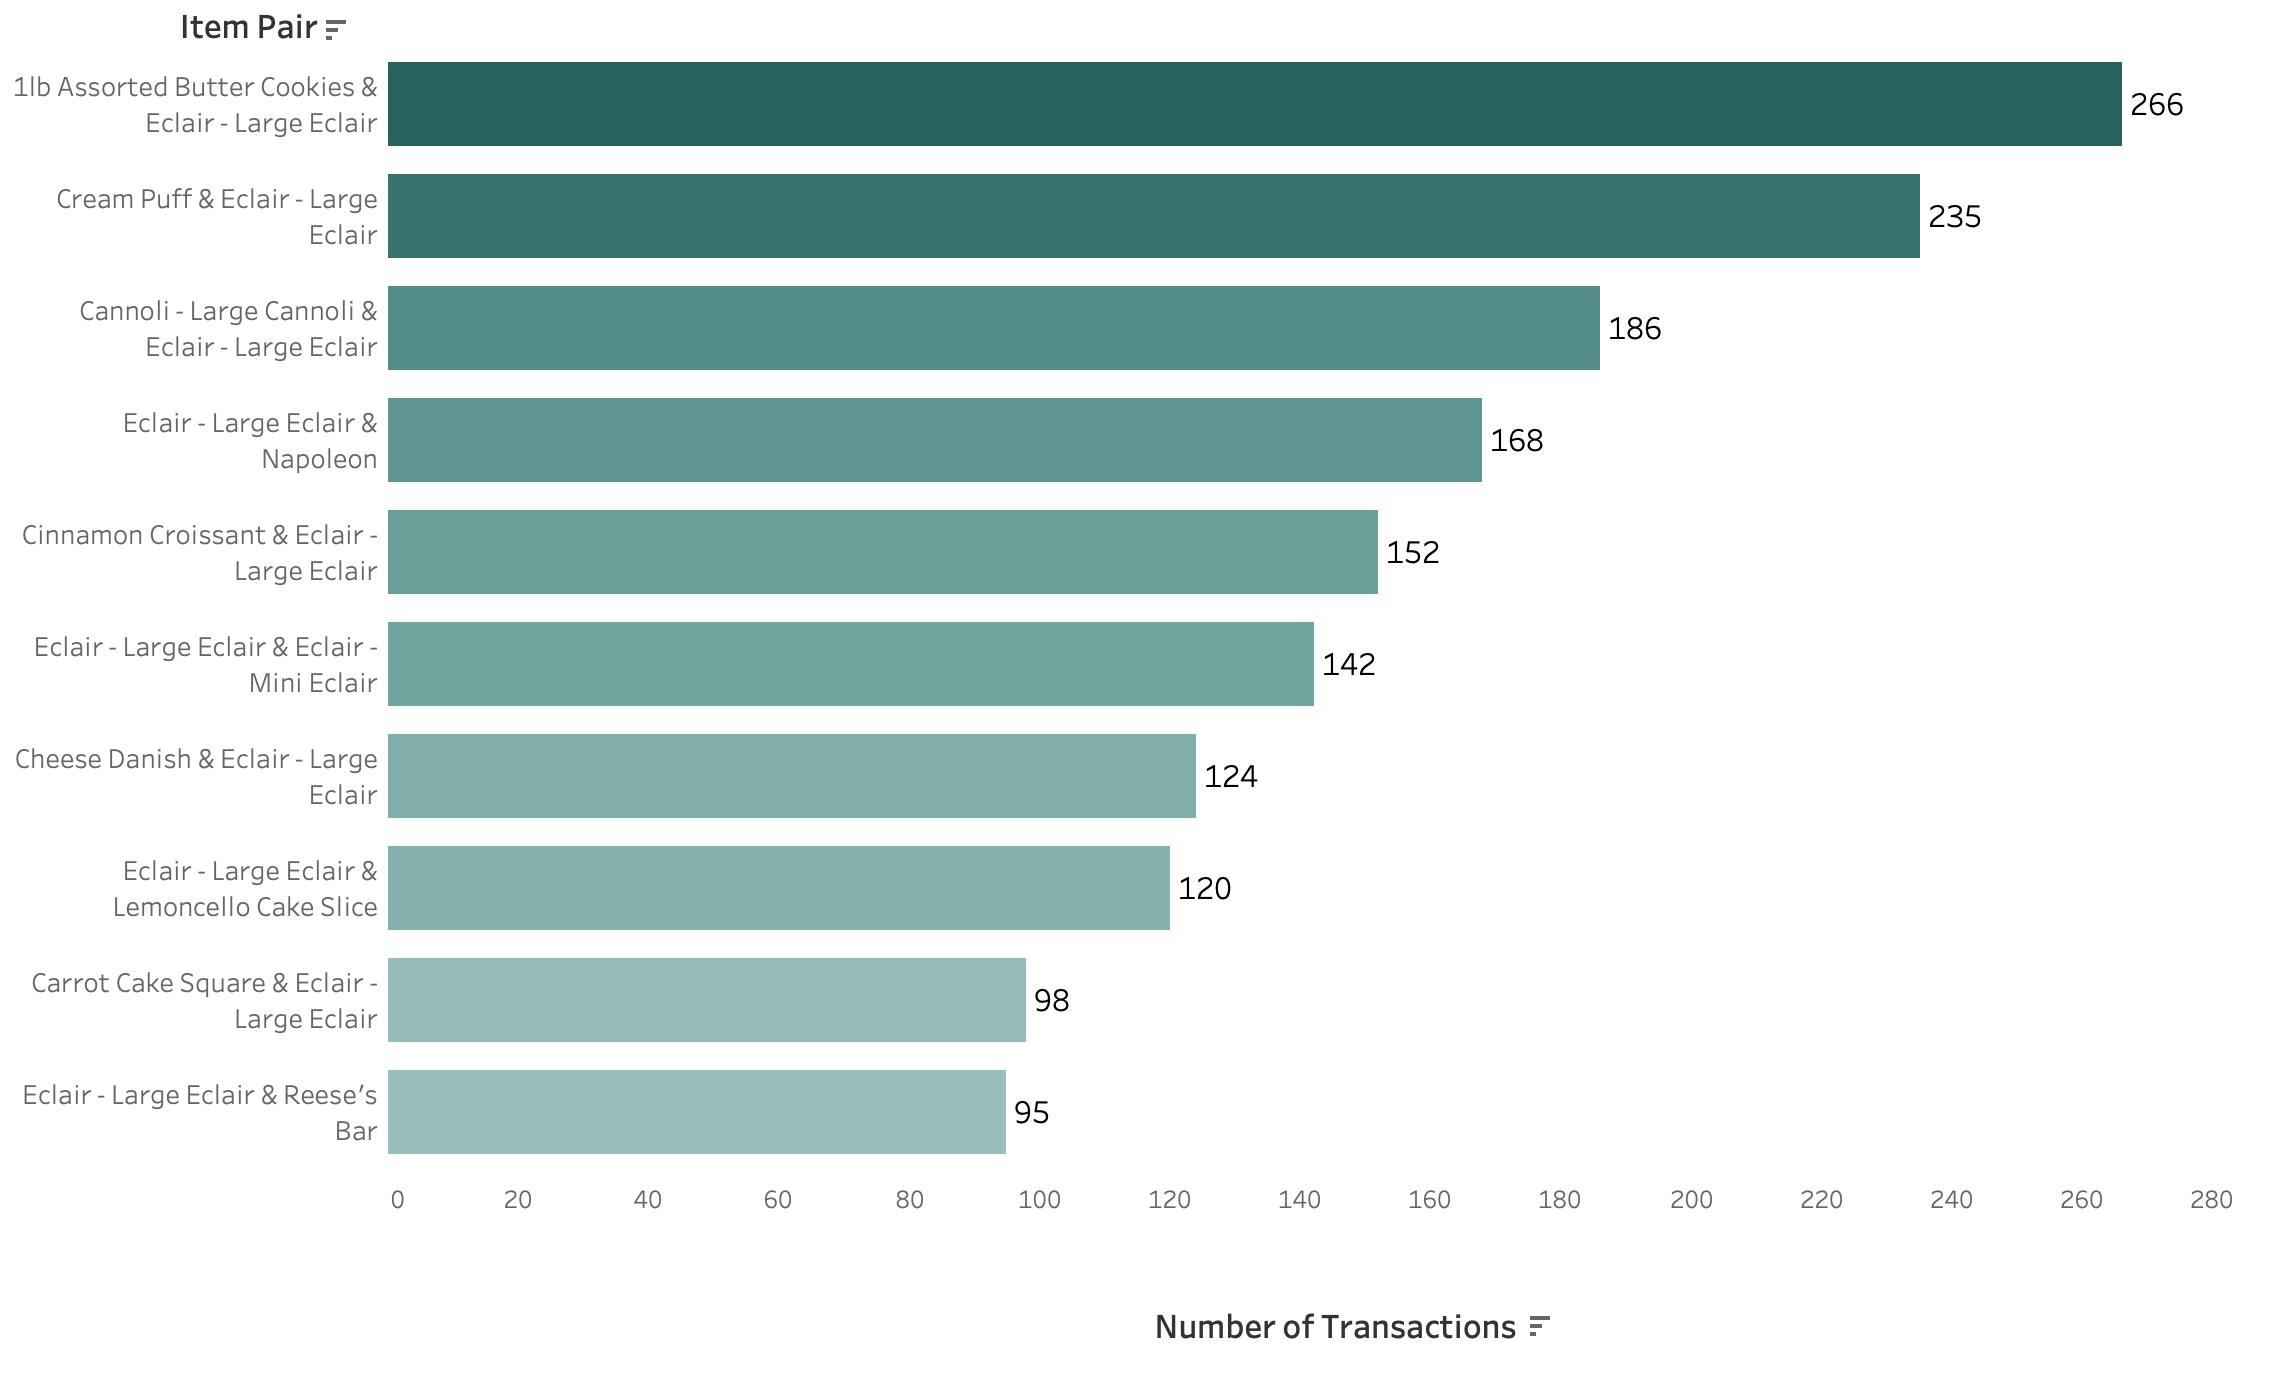 Item Pair
1lb Assorted Butter Cookies &
Eclair - Large Eclair
266
Cream Puff & Eclair - Large
Eclair
235
Cannoli - Large Cannoli &
Eclair - Large Eclair
186
Eclair - Large Eclair &
Napoleon
168
Cinnamon Croissant & Eclair -
Large Eclair
152
Eclair - Large Eclair & Eclair -
Mini Eclair
142
Cheese Danish & Eclair - Large
Eclair
124
Eclair - Large Eclair &
Lemoncello Cake Slice
120
Carrot Cake Square & Eclair -
Large Eclair
98
Eclair - Large Eclair & Reese’s
Bar
95
0 20 40 60 80 100 120 140 160 180 200 220 240 260 280
Number of Transactions